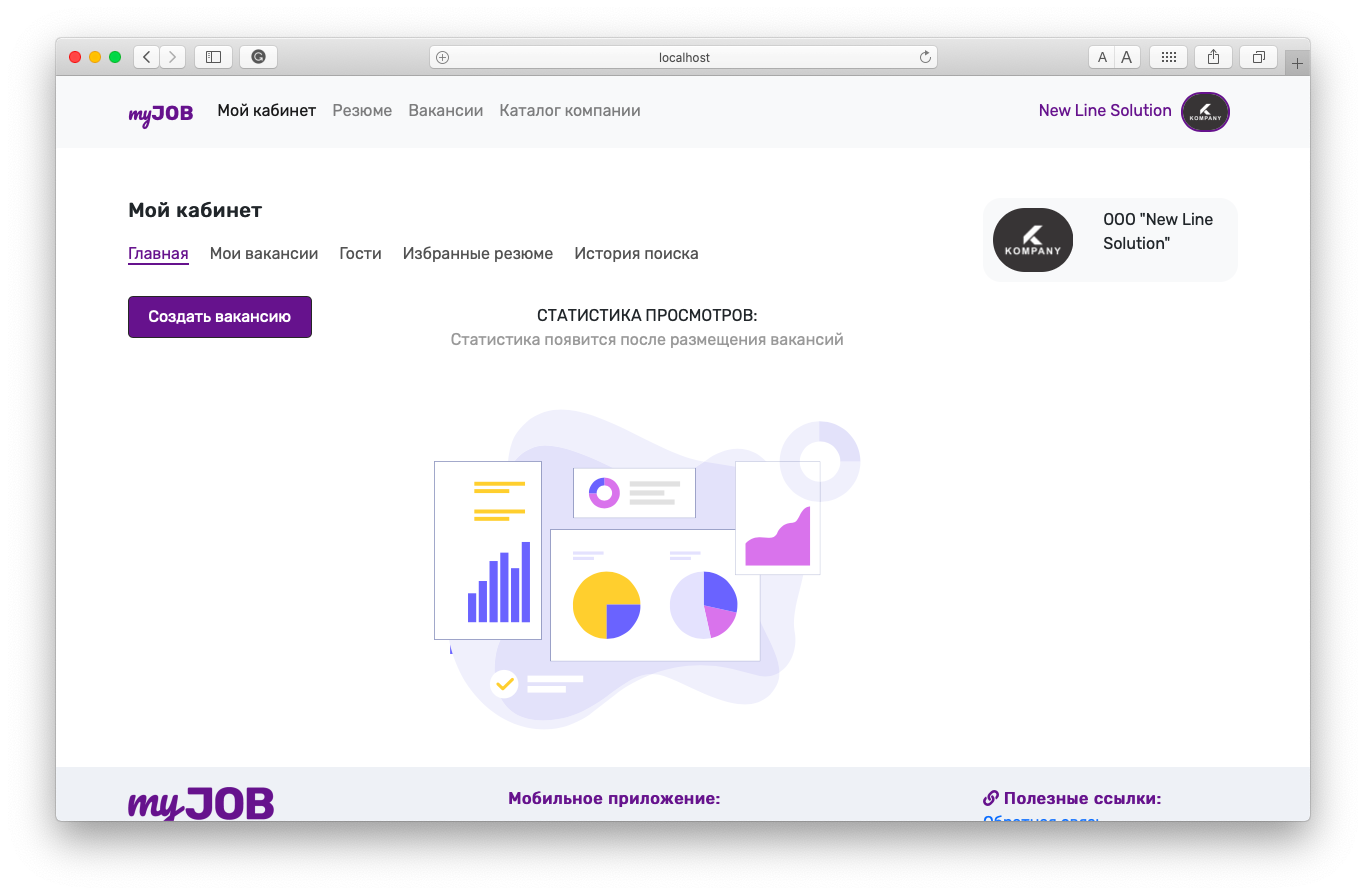 localhost
A A
myJOB Мой кабинет Резюме Вакансии Каталог компании New Line Solution KOMPANY
Мой кабинет
Главная Мои вакансии Гости Избранные резюме История поиска
KOMPANY
ООО "New Line
Solution"
Создать вакансию
СТАТИСТИКА ПРОСМОТРОВ:
Статистика появится после размещения вакансий
myJOB Мобильное приложение: Полезные ссылки:
Обратная связь